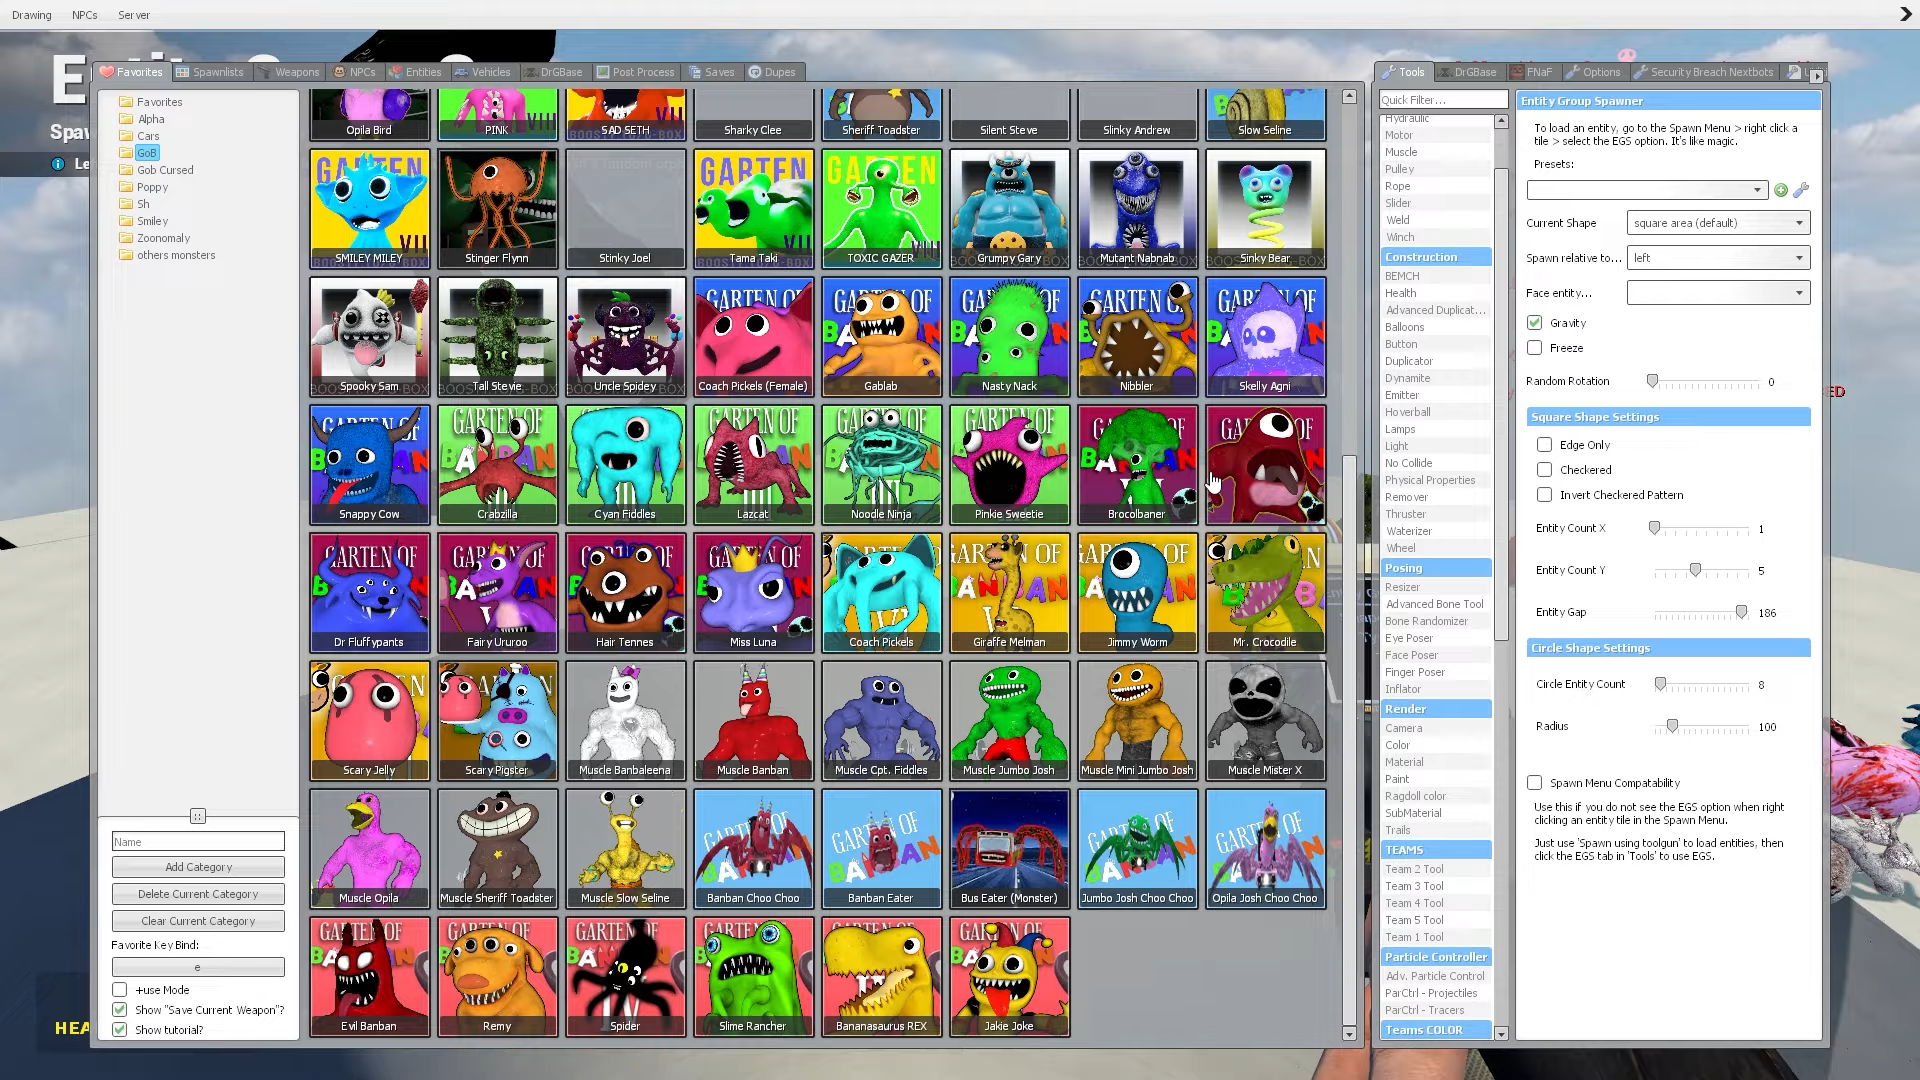 Drawing NPCs Server
Favorites Spawnlists Weapons NPCs Entities Vehicles DrGBase Post Process Saves Dupes
Favorites
Alpha
Cars
GoB
Gob Cursed
Poppy
Sh
Smiley
Zoonomaly
others monsters
Name
Add Category
Delete Current Category
Clear Current Category
Favorite Key Bind:
e
+use Mode
Show "Save Current Weapon"?
Show tutorial?
Opila Bird PINK SAD SETH Sharky Clee Sheriff Toadster Silent Steve Slinky Andrew Slow Seline
SMILEY MILEY Stinger Flynn Stinky Joel Tama Taki TOXIC GAZER Grumpy Gary Mutant Nabnab Sinky Bear
Spooky Sam Tall Stevie Uncle Spidey Coach Pickels (Female) Gablab Nasty Nack Nibbler Skelly Agni
Snappy Cow Crabzilla Cyan Fiddles Lazcat Noodle Ninja Pinkie Sweetie Brocolbaner
Dr Fluffypants Fairy Ururoo Hair Tennes Miss Luna Coach Pickels Giraffe Melman Jimmy Worm Mr. Crocodile
Scary Jelly Scary Pigster Muscle Banbaleena Muscle Banban Muscle Cpt. Fiddles Muscle Jumbo Josh Muscle Mini Jumbo Josh Muscle Mister X
Muscle Opila Muscle Sheriff Toadster Muscle Slow Seline Banban Choo Choo Banban Eater Bus Eater (Monster) Jumbo Josh Choo Choo Opila Josh Choo Choo
Evil Banban Remy Spider Slime Rancher Bananasaurus REX Jakie Joke
Tools DrGBase FNaF Options Security Breach Nextbots
Quick Filter...
Hydraulic
Motor
Muscle
Pulley
Rope
Slider
Weld
Winch
Construction
BEMCH
Health
Advanced Duplicat...
Balloons
Button
Duplicator
Dynamite
Emitter
Hoverball
Lamps
Light
No Collide
Physical Properties
Remover
Thruster
Waterizer
Wheel
Posing
Resizer
Advanced Bone Tool
Bone Randomizer
Eye Poser
Face Poser
Finger Poser
Inflator
Render
Camera
Color
Material
Paint
Ragdoll color
SubMaterial
Trails
TEAMS
Team 2 Tool
Team 3 Tool
Team 4 Tool
Team 5 Tool
Team 1 Tool
Particle Controller
Adv. Particle Control
ParCtrl - Projectiles
ParCtrl - Tracers
Teams COLOR
Entity Group Spawner
To load an entity, go to the Spawn Menu > right click a
tile > select the EGS option. It's like magic.
Presets:
Current Shape square area (default)
Spawn relative to... left
Face entity...
Gravity
Freeze
Random Rotation 0
Square Shape Settings
Edge Only
Checkered
Invert Checkered Pattern
Entity Count X 1
Entity Count Y 5
Entity Gap 186
Circle Shape Settings
Circle Entity Count 8
Radius 100
Spawn Menu Compatability
Use this if you do not see the EGS option when right
clicking an entity tile in the Spawn Menu.
Just use 'Spawn using toolgun' to load entities, then
click the EGS tab in 'Tools' to use EGS.